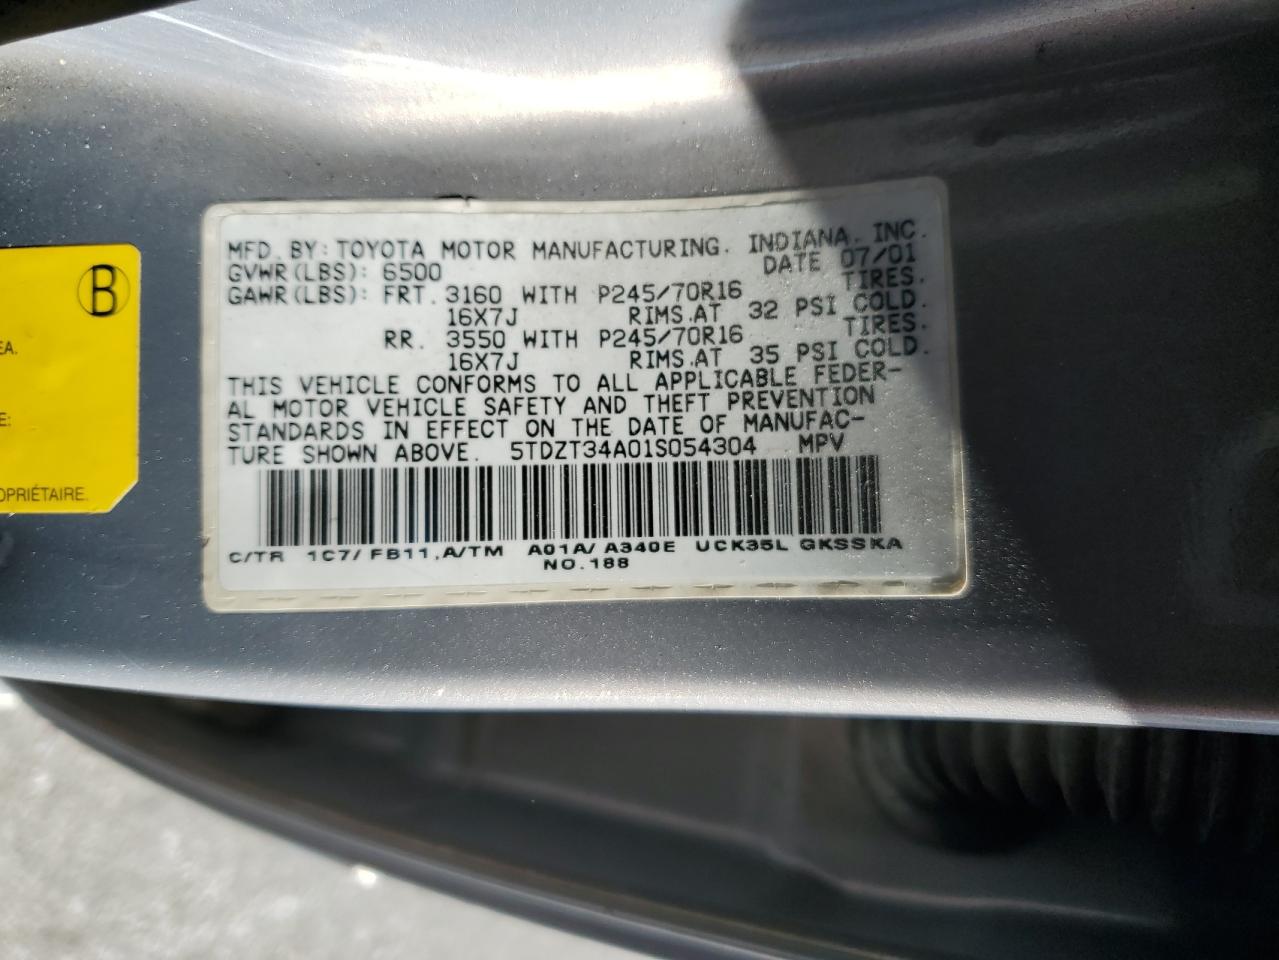 MFD. BY: TOYOTA MOTOR MANUFACTURING. INDIANA. INC.
GVWR(LBS): 6500 DATE 07/01
GAWR(LBS): FRT. 3160 WITH P245/70R16 TIRES.
16X7J RIMS.AT 32 PSI COLD.
RR. 3550 WITH P245/70R16 TIRES.
16X7J RIMS.AT 35 PSI COLD.
THIS VEHICLE CONFORMS TO ALL APPLICABLE FEDER-
AL MOTOR VEHICLE SAFETY AND THEFT PREVENTION
STANDARDS IN EFFECT ON THE DATE OF MANUFAC-
TURE SHOWN ABOVE. 5TDZT34A01S054304 MPV
C/TR 1C7/ FB11,A/TM A01A/ A340E UCK35L GKSSKA
NO.188
B
EA.
E:
OPRIÉTAIRE.